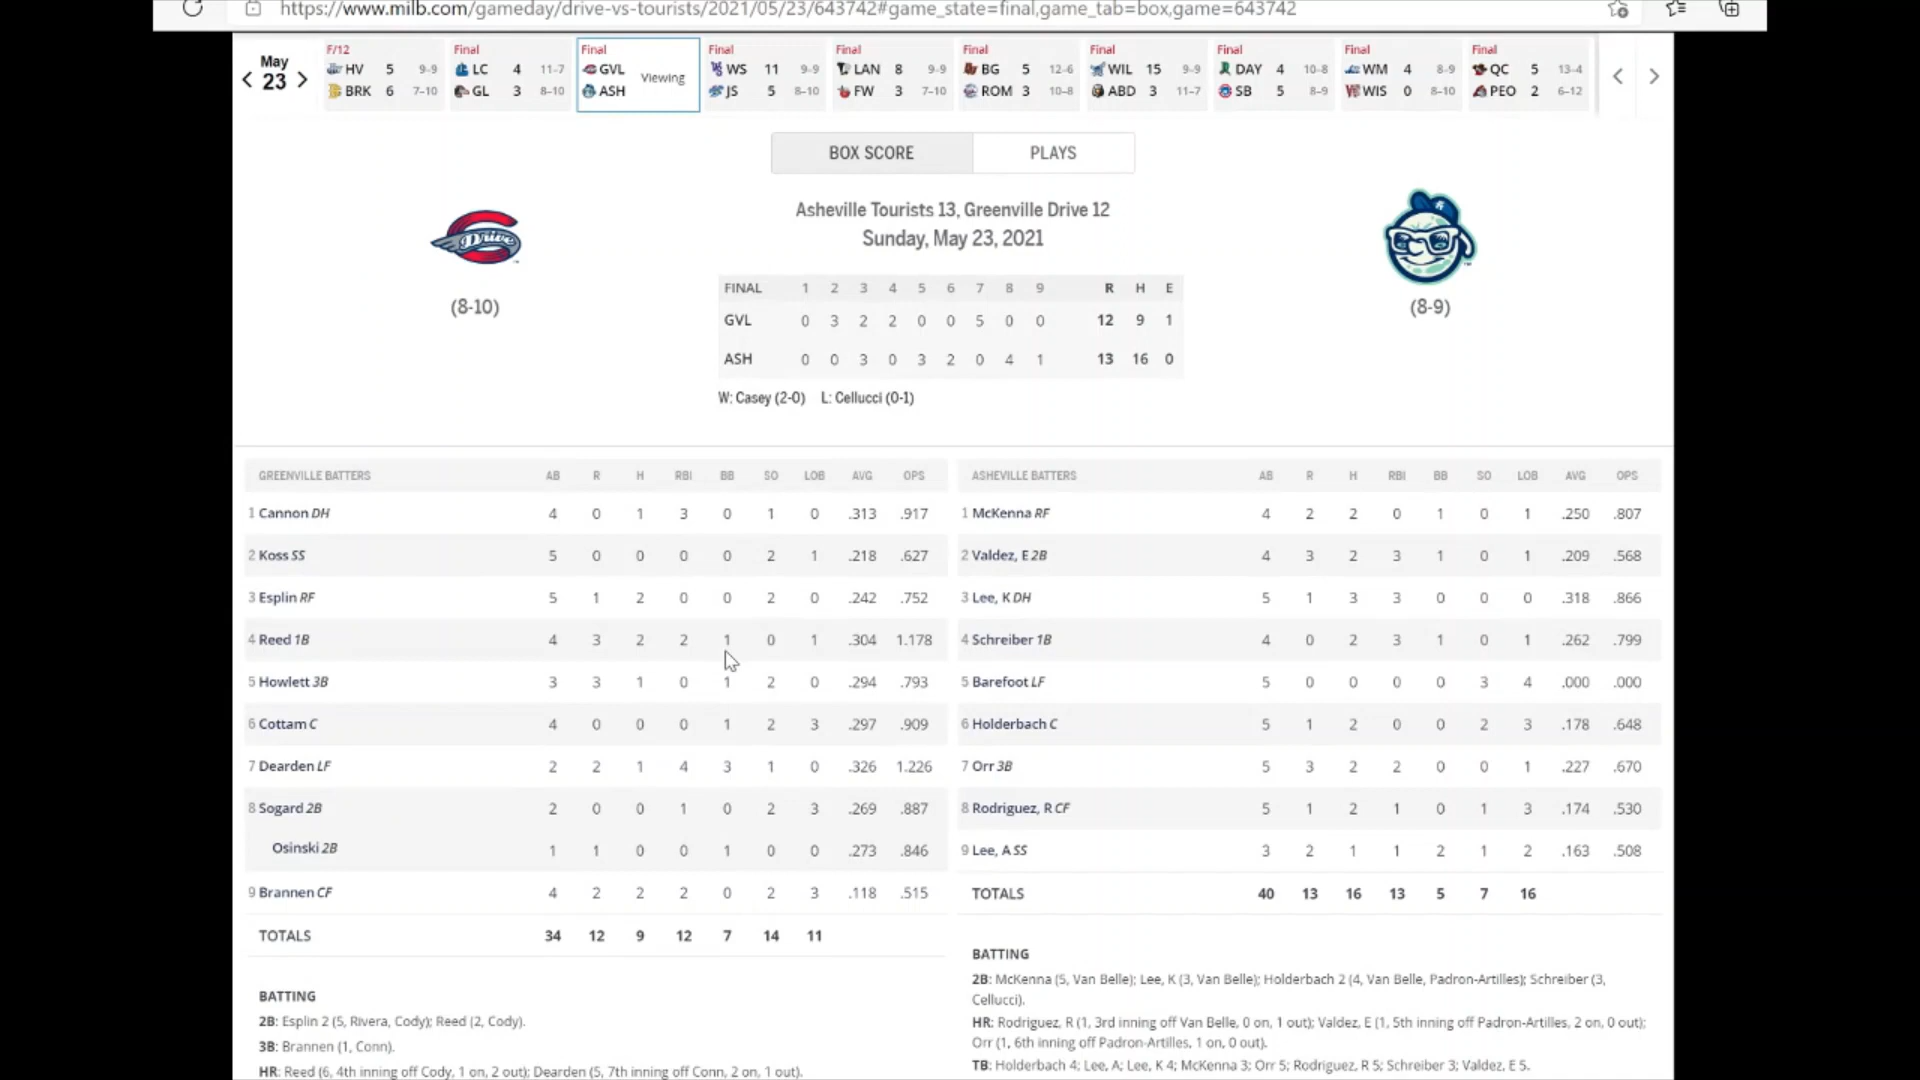 https://www.milb.com/gameday/drive-vs-tourists/2021/05/23/643742#game_state=final,game_tab=box,game=643742
May 23
F/12 HV 5 9-9 BRK 6 7-10
Final LC 4 11-7 GL 3 8-10
Final GVL ASH Viewing
Final WS 11 9-9 JS 5 8-10
Final LAN 8 9-9 FW 3 7-10
Final BG 5 12-6 ROM 3 10-8
Final WIL 15 9-9 ABD 3 11-7
Final DAY 4 10-8 SB 5 8-9
Final WM 4 8-9 WIS 0 8-10
Final QC 5 13-4 PEO 2 6-12
BOX SCORE PLAYS
Drive
(8-10)
Asheville Tourists 13, Greenville Drive 12
Sunday, May 23, 2021
(8-9)
FINAL 1 2 3 4 5 6 7 8 9 R H E
GVL 0 3 2 2 0 0 5 0 0 12 9 1
ASH 0 0 3 0 3 2 0 4 1 13 16 0
W: Casey (2-0) L: Cellucci (0-1)
GREENVILLE BATTERS AB R H RBI BB SO LOB AVG OPS
1 Cannon DH 4 0 1 3 0 1 0 .313 .917
2 Koss SS 5 0 0 0 0 2 1 .218 .627
3 Esplin RF 5 1 2 0 0 2 0 .242 .752
4 Reed 1B 4 3 2 2 1 0 1 .304 1.178
5 Howlett 3B 3 3 1 0 1 2 0 .294 .793
6 Cottam C 4 0 0 0 1 2 3 .297 .909
7 Dearden LF 2 2 1 4 3 1 0 .326 1.226
8 Sogard 2B 2 0 0 1 0 2 3 .269 .887
Osinski 2B 1 1 0 0 1 0 0 .273 .846
9 Brannen CF 4 2 2 2 0 2 3 .118 .515
TOTALS 34 12 9 12 7 14 11
BATTING
2B: Esplin 2 (5, Rivera, Cody); Reed (2, Cody).
3B: Brannen (1, Conn).
HR: Reed (6, 4th inning off Cody, 1 on, 2 out); Dearden (5, 7th inning off Conn, 2 on, 1 out).
ASHEVILLE BATTERS AB R H RBI BB SO LOB AVG OPS
1 McKenna RF 4 2 2 0 1 0 1 .250 .807
2 Valdez, E 2B 4 3 2 3 1 0 1 .209 .568
3 Lee, K DH 5 1 3 3 0 0 0 .318 .866
4 Schreiber 1B 4 0 2 3 1 0 1 .262 .799
5 Barefoot LF 5 0 0 0 0 3 4 .000 .000
6 Holderbach C 5 1 2 0 0 2 3 .178 .648
7 Orr 3B 5 3 2 2 0 0 1 .227 .670
8 Rodriguez, R CF 5 1 2 1 0 1 3 .174 .530
9 Lee, A SS 3 2 1 1 2 1 2 .163 .508
TOTALS 40 13 16 13 5 7 16
BATTING
2B: McKenna (5, Van Belle); Lee, K (3, Van Belle); Holderbach 2 (4, Van Belle, Padron-Artilles); Schreiber (3,
Cellucci).
HR: Rodriguez, R (1, 3rd inning off Van Belle, 0 on, 1 out); Valdez, E (1, 5th inning off Padron-Artilles, 2 on, 0 out);
Orr (1, 6th inning off Padron-Artilles, 1 on, 0 out).
TB: Holderbach 4; Lee, A; Lee, K 4; McKenna 3; Orr 5; Rodriguez, R 5; Schreiber 3; Valdez, E 5.